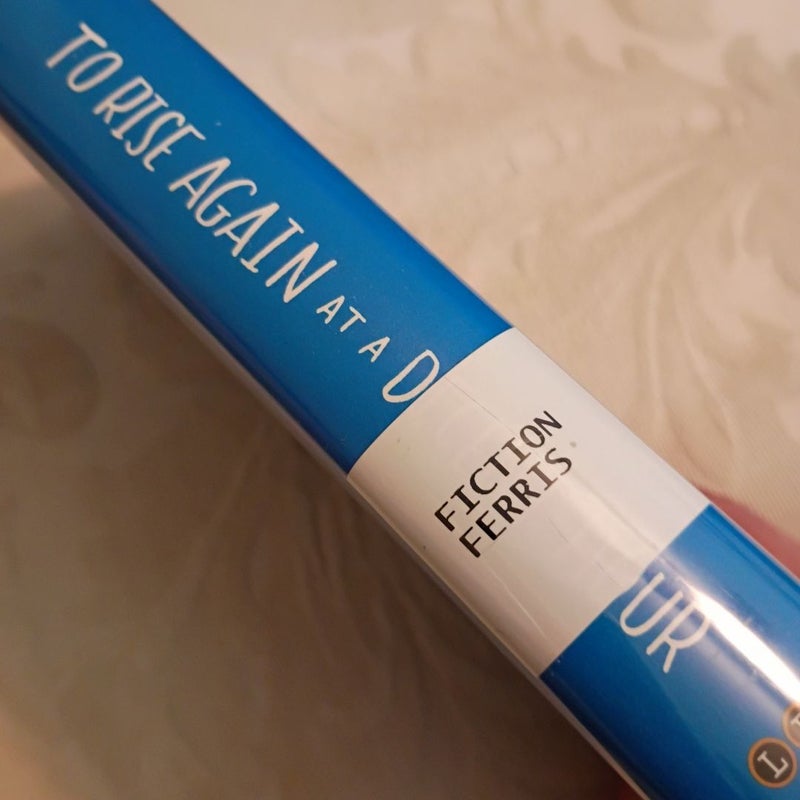 TO RISE AGAIN AT A D
FICTION
FERRIS
UR
L